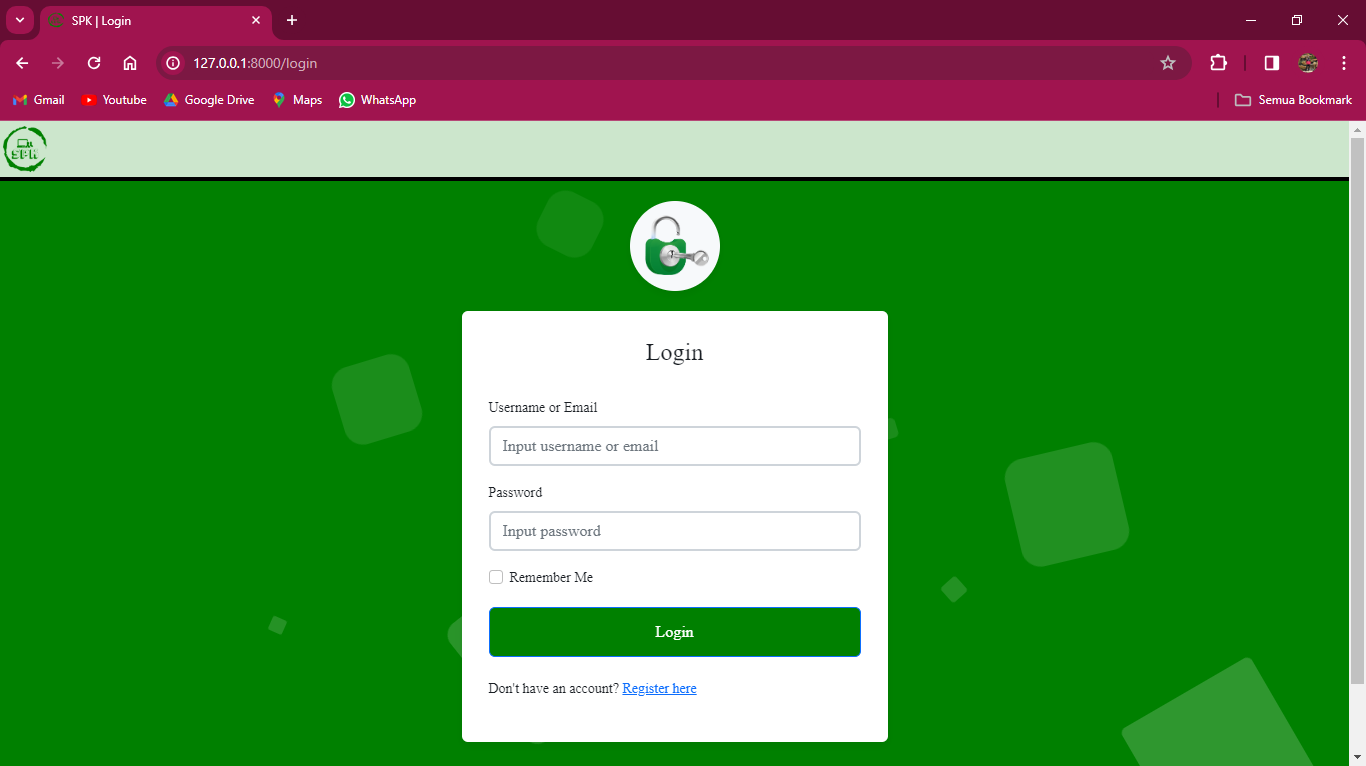 SPK | Login
127.0.0.1:8000/login
Gmail Youtube Google Drive Maps WhatsApp Semua Bookmark
SPK
Login
Username or Email
Input username or email
Password
Input password
Remember Me
Login
Don't have an account? Register here